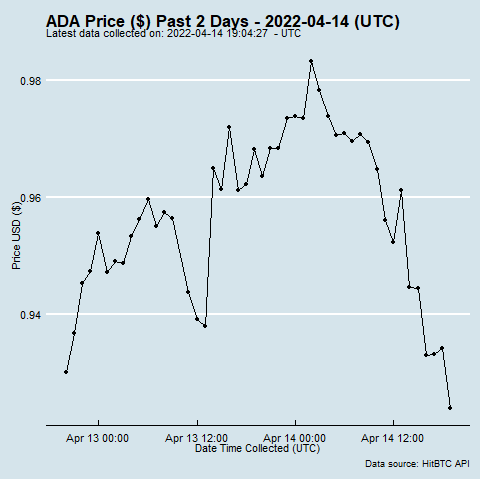 ADA Price ($) Past 2 Days - 2022-04-14 (UTC)
Latest data collected on: 2022-04-14 19:04:27  - UTC
0.98
0.96
0.94
Price USD ($)
Apr 13 00:00
Apr 13 12:00
Apr 14 00:00
Apr 14 12:00
Date Time Collected (UTC)
Data source: HitBTC API